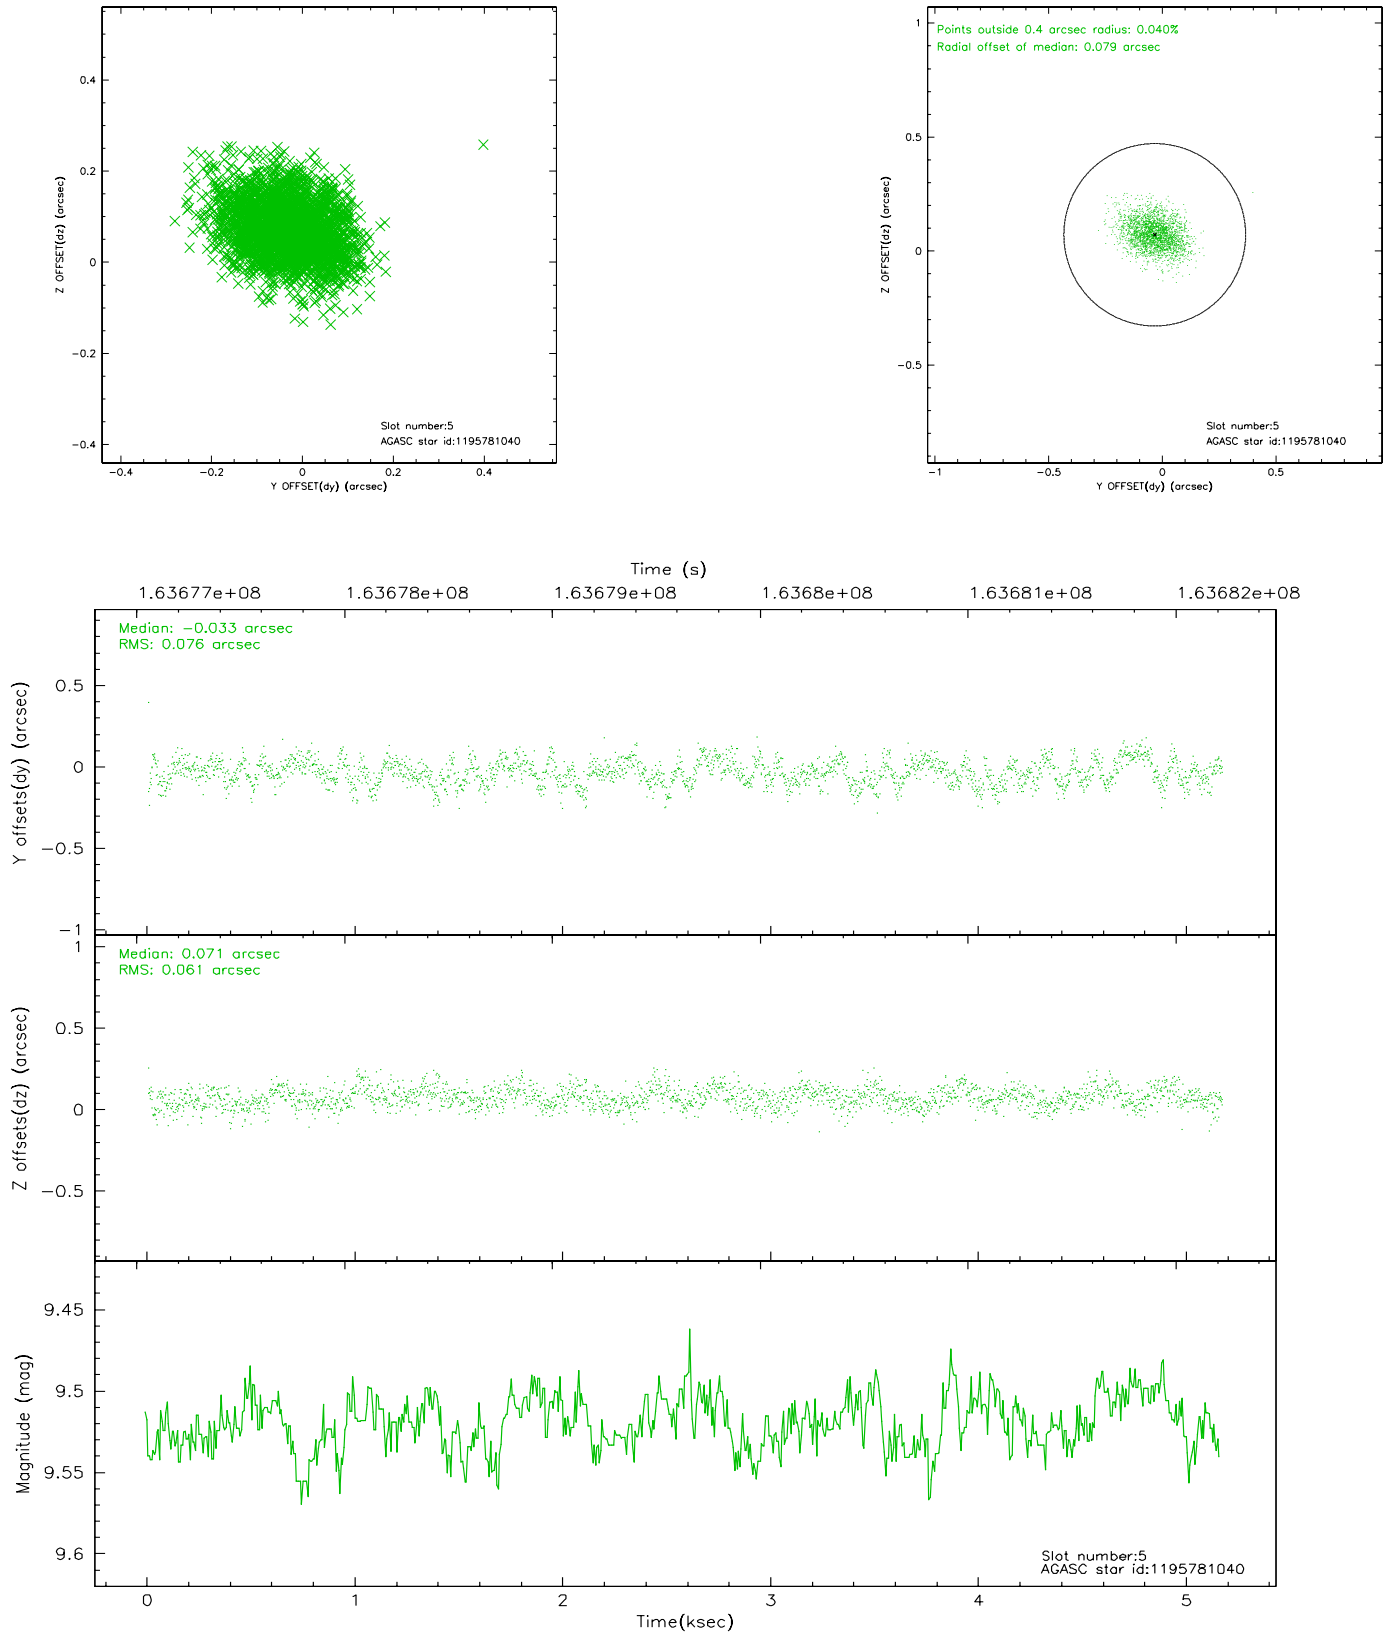 0.4
0.2
0
−0.2
−0.4
Z OFFSET(dz) (arcsec)
−0.4
−0.2
0
0.2
0.4
Y OFFSET(dy) (arcsec)
Slot number:5
AGASC star id:1195781040
Points outside 0.4 arcsec radius: 0.040%
Radial offset of median: 0.079 arcsec
1
0.5
0
−0.5
Z OFFSET(dz) (arcsec)
−1
−0.5
0
0.5
Y OFFSET(dy) (arcsec)
Slot number:5
AGASC star id:1195781040
Time (s)
1.63677e+08
1.63678e+08
1.63679e+08
1.6368e+08
1.63681e+08
1.63682e+08
Median: −0.033 arcsec
RMS: 0.076 arcsec
0.5
0
−0.5
−1
Y offsets(dy) (arcsec)
Median: 0.071 arcsec
RMS: 0.061 arcsec
1
0.5
0
−0.5
Z offsets(dz) (arcsec)
9.45
9.5
9.55
9.6
Magnitude (mag)
Slot number:5
AGASC star id:1195781040
0
1
2
3
4
5
Time(ksec)